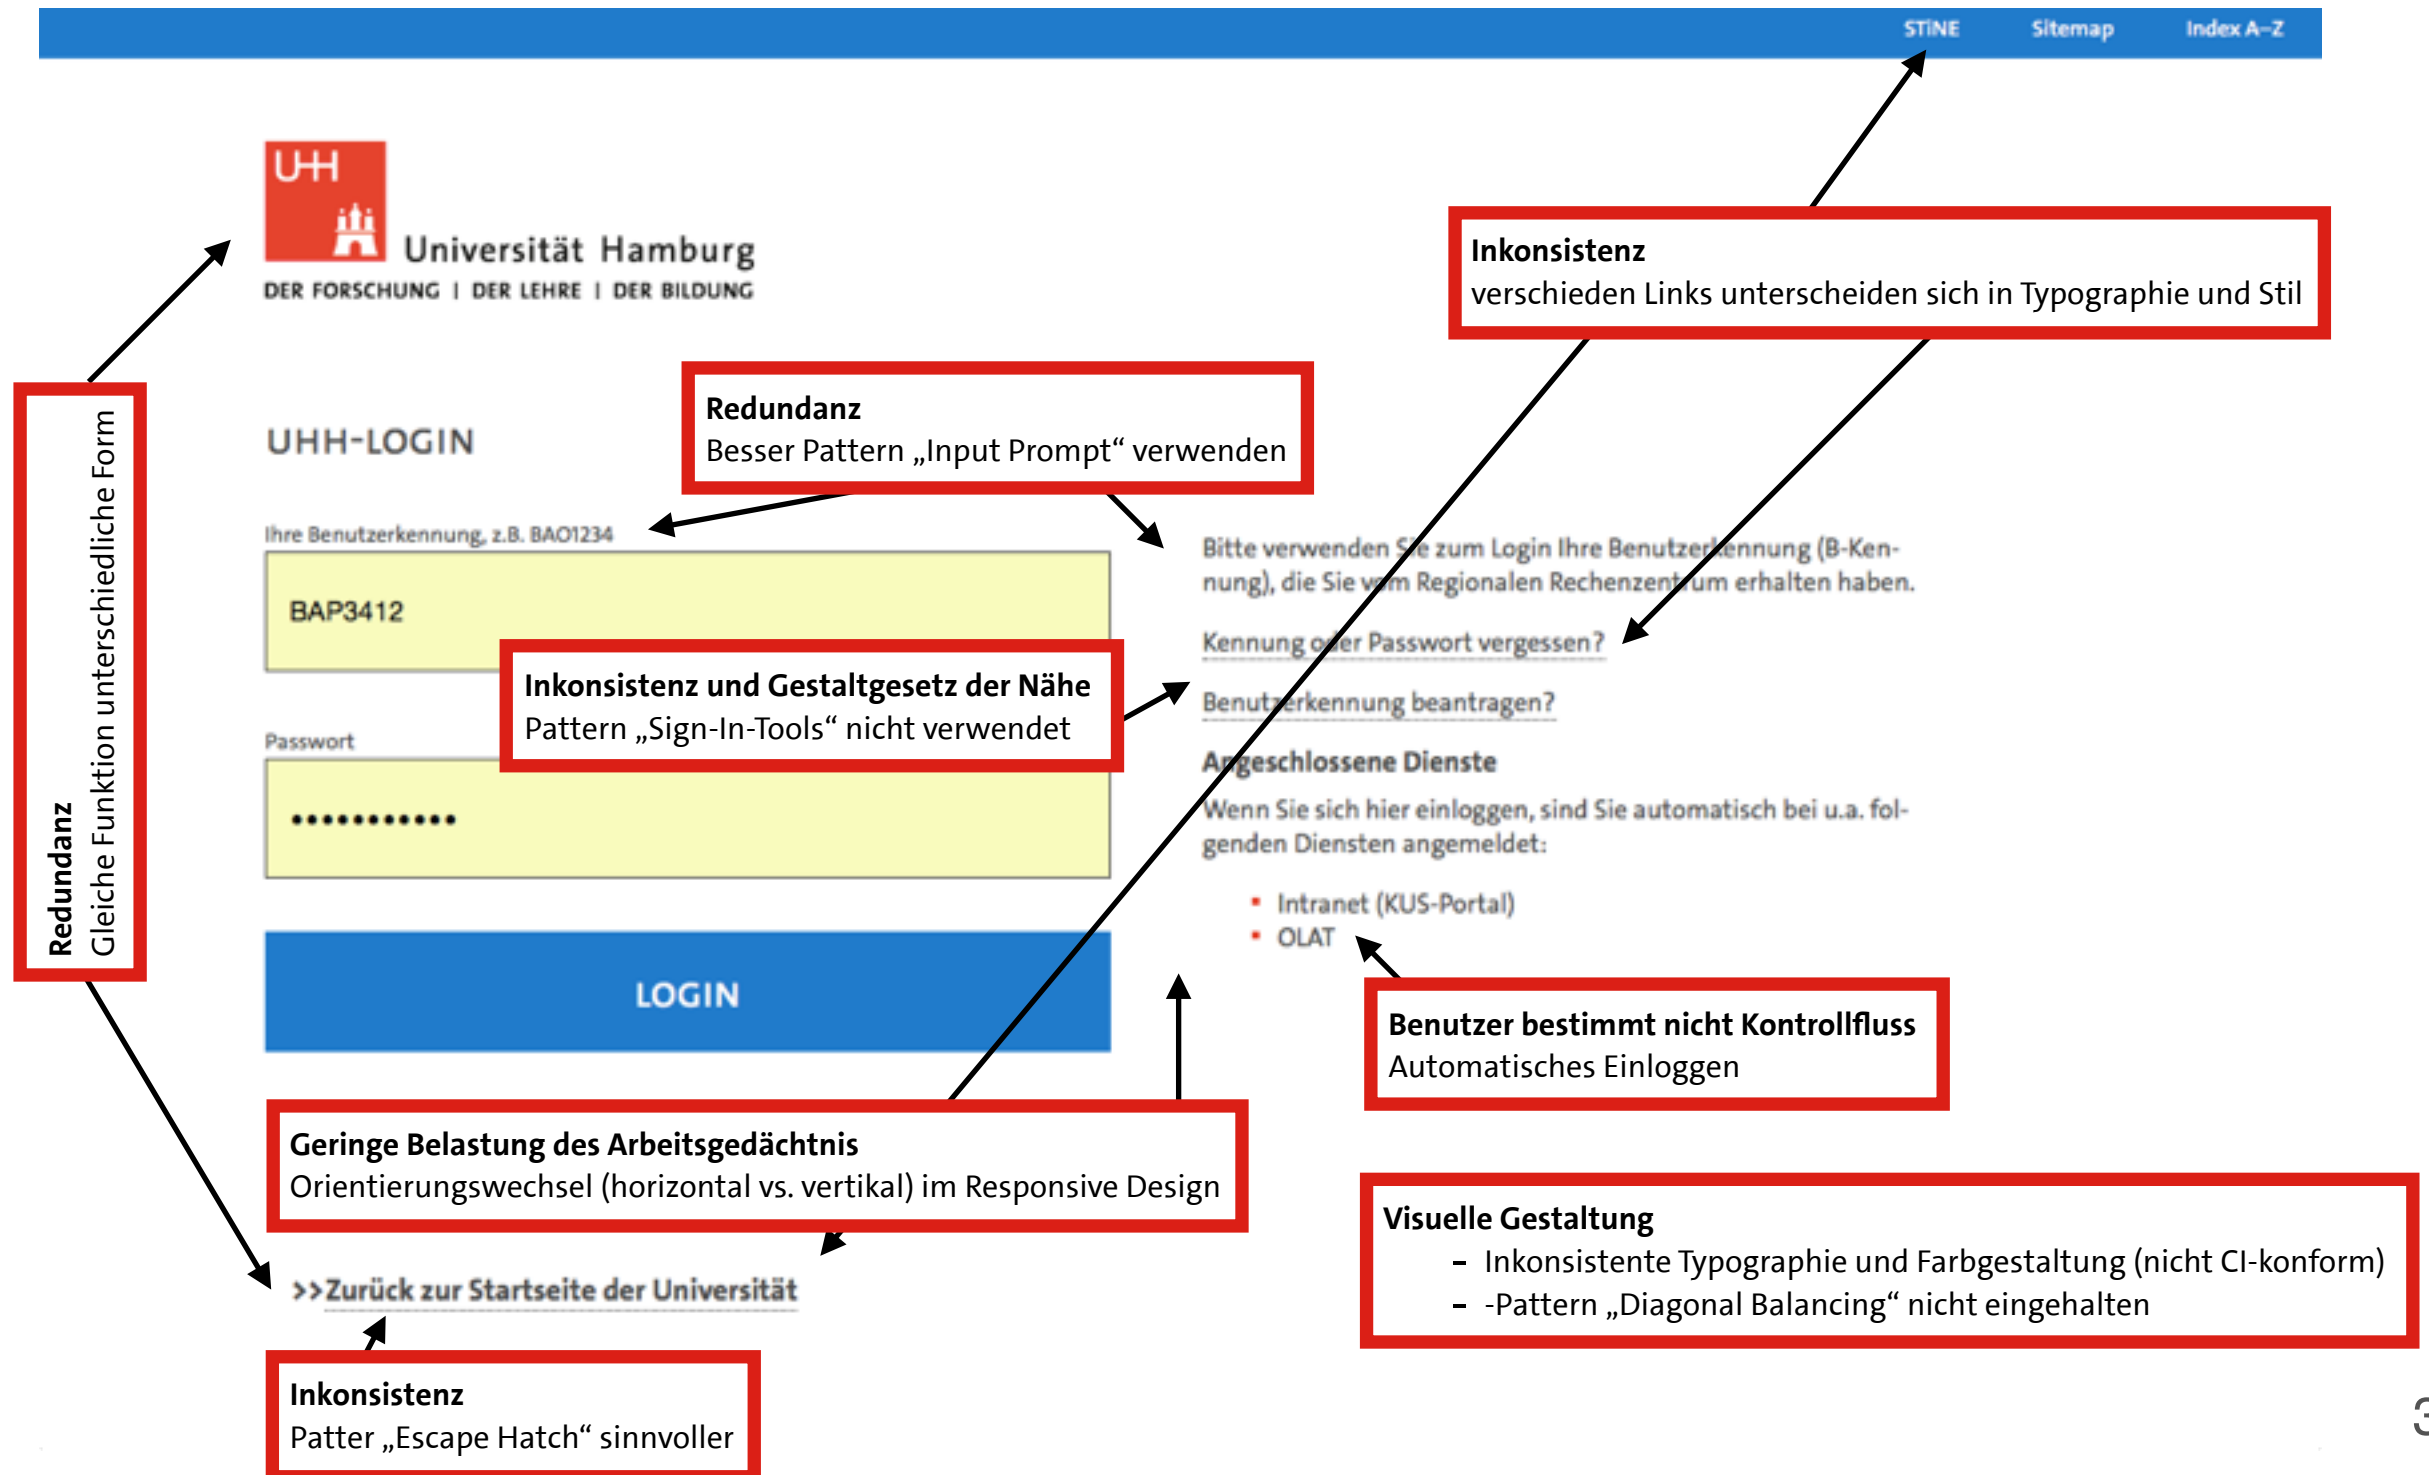 STiNE Sitemap Index A–Z
UHH
Universität Hamburg
DER FORSCHUNG | DER LEHRE | DER BILDUNG
Inkonsistenz
verschieden Links unterscheiden sich in Typographie und Stil
Redundanz
Gleiche Funktion unterschiedliche Form
Redundanz
Besser Pattern „Input Prompt“ verwenden
UHH-LOGIN
Ihre Benutzerkennung, z.B. BAO1234
BAP3412
Inkonsistenz und Gestaltgesetz der Nähe
Pattern „Sign-In-Tools“ nicht verwendet
Passwort
•••••••••••
LOGIN
Bitte verwenden Sie zum Login Ihre Benutzerkennung (B-Ken-
nung), die Sie vom Regionalen Rechenzentrum erhalten haben.
Kennung oder Passwort vergessen?
Benutzerkennung beantragen?
Angeschlossene Dienste
Wenn Sie sich hier einloggen, sind Sie automatisch bei u.a. fol-
genden Diensten angemeldet:
Intranet (KUS-Portal)
OLAT
Benutzer bestimmt nicht Kontrollfluss
Automatisches Einloggen
Geringe Belastung des Arbeitsgedächtnis
Orientierungswechsel (horizontal vs. vertikal) im Responsive Design
Visuelle Gestaltung
– Inkonsistente Typographie und Farbgestaltung (nicht CI-konform)
– -Pattern „Diagonal Balancing“ nicht eingehalten
>>Zurück zur Startseite der Universität
Inkonsistenz
Patter „Escape Hatch“ sinnvoller